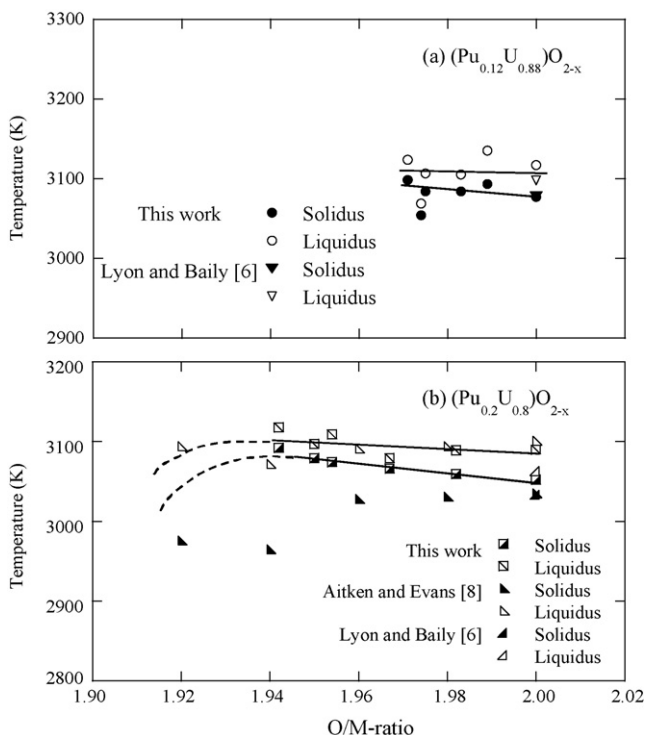 3300
(a) (Pu0.12U0.88)O2-x
3200
3100
3000
2900
Temperature (K)
This work
Solidus
Liquidus
Lyon and Baily [6]
Solidus
Liquidus
3200
(b) (Pu0.2U0.8)O2-x
3100
3000
2900
2800
Temperature (K)
This work
Solidus
Liquidus
Aitken and Evans [8]
Solidus
Liquidus
Lyon and Baily [6]
Solidus
Liquidus
1.90 1.92 1.94 1.96 1.98 2.00 2.02
O/M-ratio